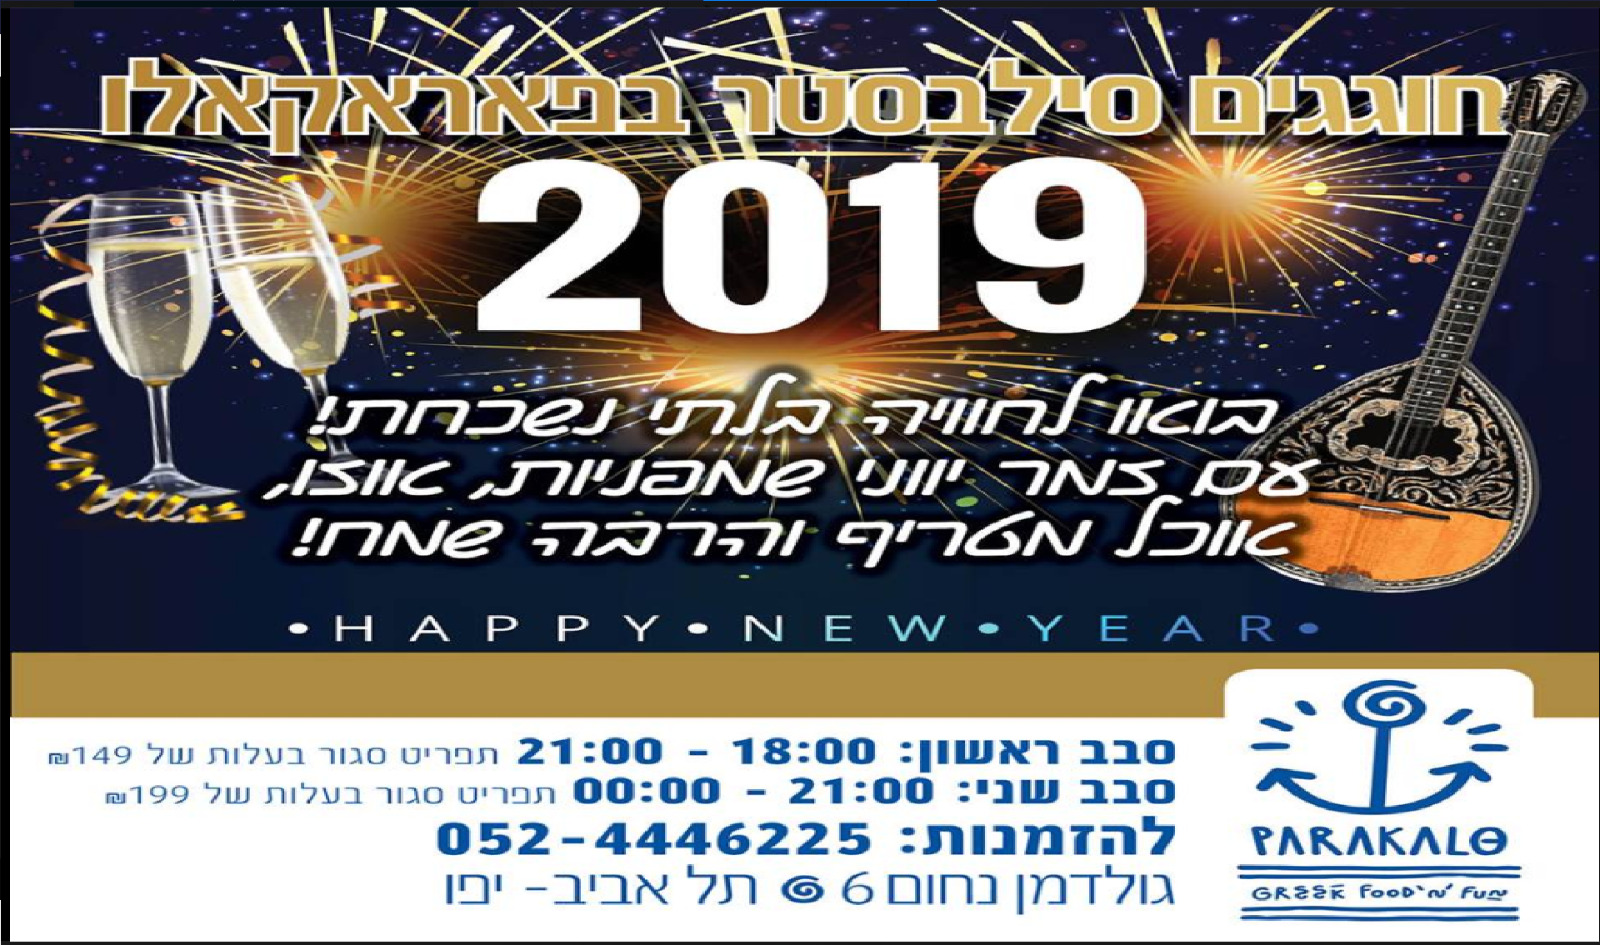 חוגגים סילבסטר בפאראקאלו
2019
בואו לחוויה בלתי נשכחת!
עם זמר יווני שמפניות, אווזו,
אוכל מטריף והרבה שמח!
•HAPPY•NEW•YEAR•
סבב ראשון: 18:00 - 21:00 תפריט סגור בעלות של 149₪
סבב שני: 21:00 - 00:00 תפריט סגור בעלות של 199₪
להזמנות: 052-4446225
גולדמן נחום 6 תל אביב- יפו
PARAKALO
GREEK FOOD'N' FUN